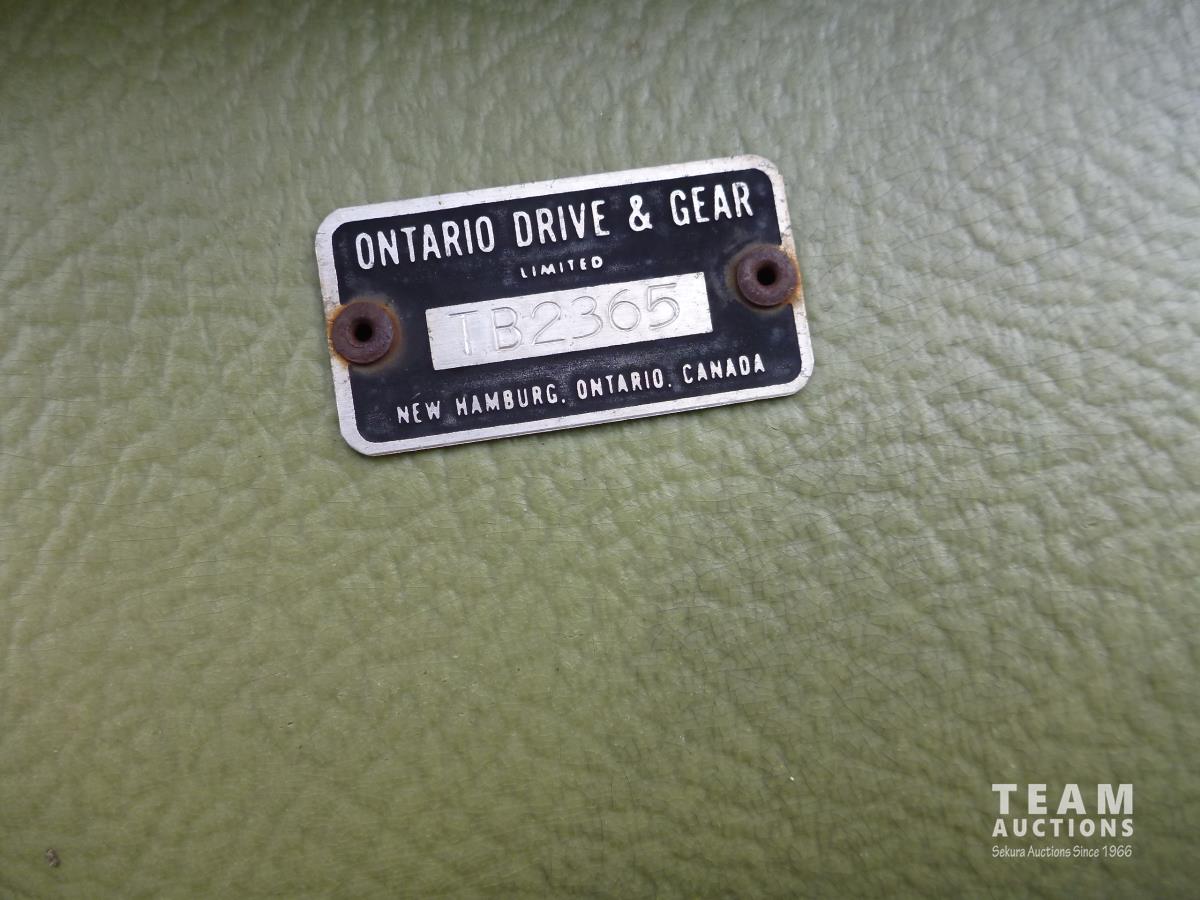 ONTARIO DRIVE & GEAR
LIMITED
TB2365
NEW HAMBURG, ONTARIO, CANADA
TEAM
AUCTIONS
Sekura Auctions Since 1966